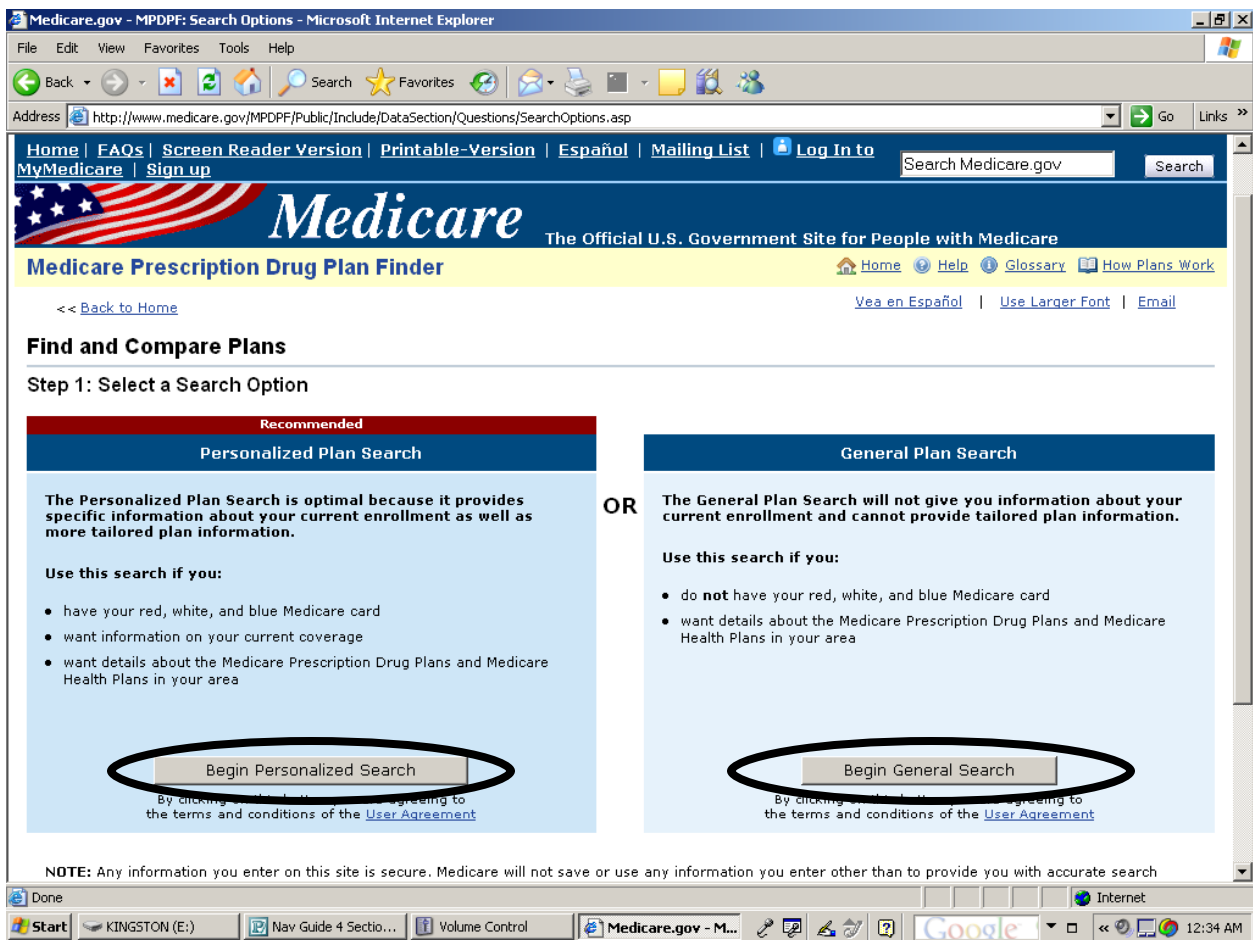 Medicare.gov - MPDPF: Search Options - Microsoft Internet Explorer
File Edit View Favorites Tools Help
Back Search Favorites
Address http://www.medicare.gov/MPDPF/Public/Include/DataSection/Questions/SearchOptions.asp Go Links »
Home | FAQs | Screen Reader Version | Printable-Version | Español | Mailing List | Log In to
MyMedicare | Sign up
Search Medicare.gov Search
Medicare The Official U.S. Government Site for People with Medicare
Medicare Prescription Drug Plan Finder Home Help Glossary How Plans Work
<< Back to Home Vea en Español | Use Larger Font | Email
Find and Compare Plans
Step 1: Select a Search Option
Recommended
Personalized Plan Search
The Personalized Plan Search is optimal because it provides
specific information about your current enrollment as well as
more tailored plan information.
Use this search if you:
• have your red, white, and blue Medicare card
• want information on your current coverage
• want details about the Medicare Prescription Drug Plans and Medicare
Health Plans in your area
Begin Personalized Search
By clicking on this button, you are agreeing to
the terms and conditions of the User Agreement
OR
General Plan Search
The General Plan Search will not give you information about your
current enrollment and cannot provide tailored plan information.
Use this search if you:
• do not have your red, white, and blue Medicare card
• want details about the Medicare Prescription Drug Plans and Medicare
Health Plans in your area
Begin General Search
By agreeing to
the terms and conditions of the User Agreement
NOTE: Any information you enter on this site is secure. Medicare will not save or use any information you enter other than to provide you with accurate search
Done Internet
Start KINGSTON (E:) Nav Guide 4 Sectio... Volume Control Medicare.gov - M... Google « 12:34 AM